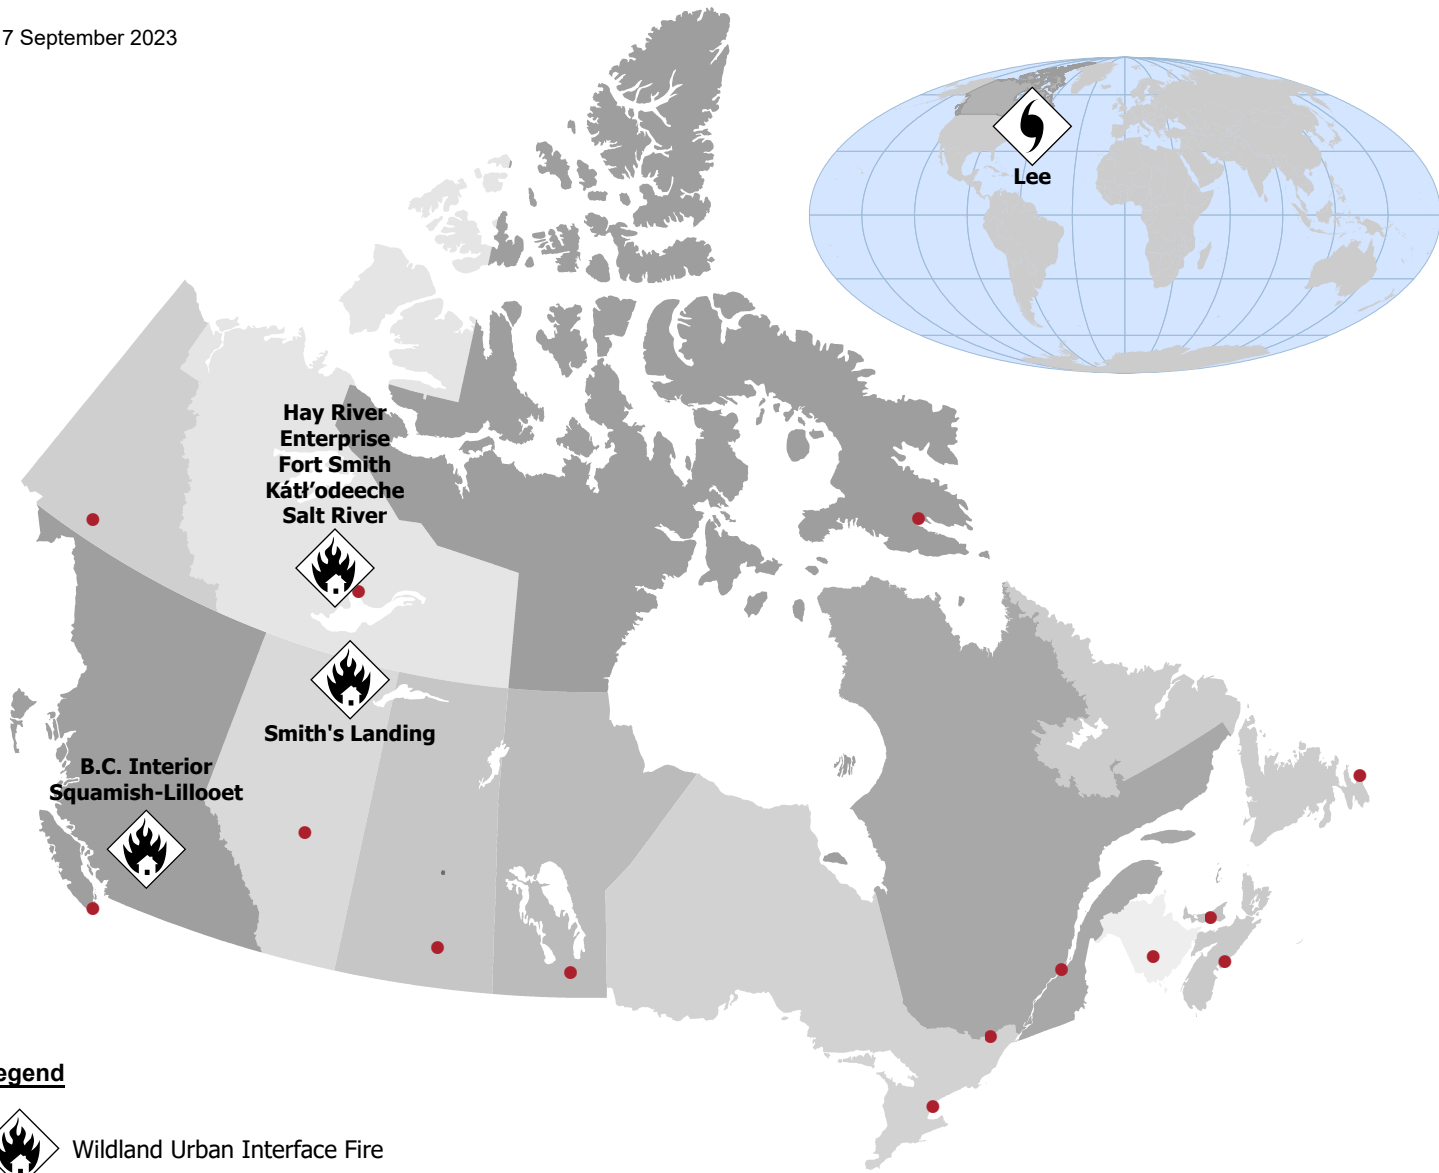 7 September 2023
Lee
Hay River
Enterprise
Fort Smith
Kátł’odeeche
Salt River
Smith's Landing
B.C. Interior
Squamish-Lillooet
egend
Wildland Urban Interface Fire